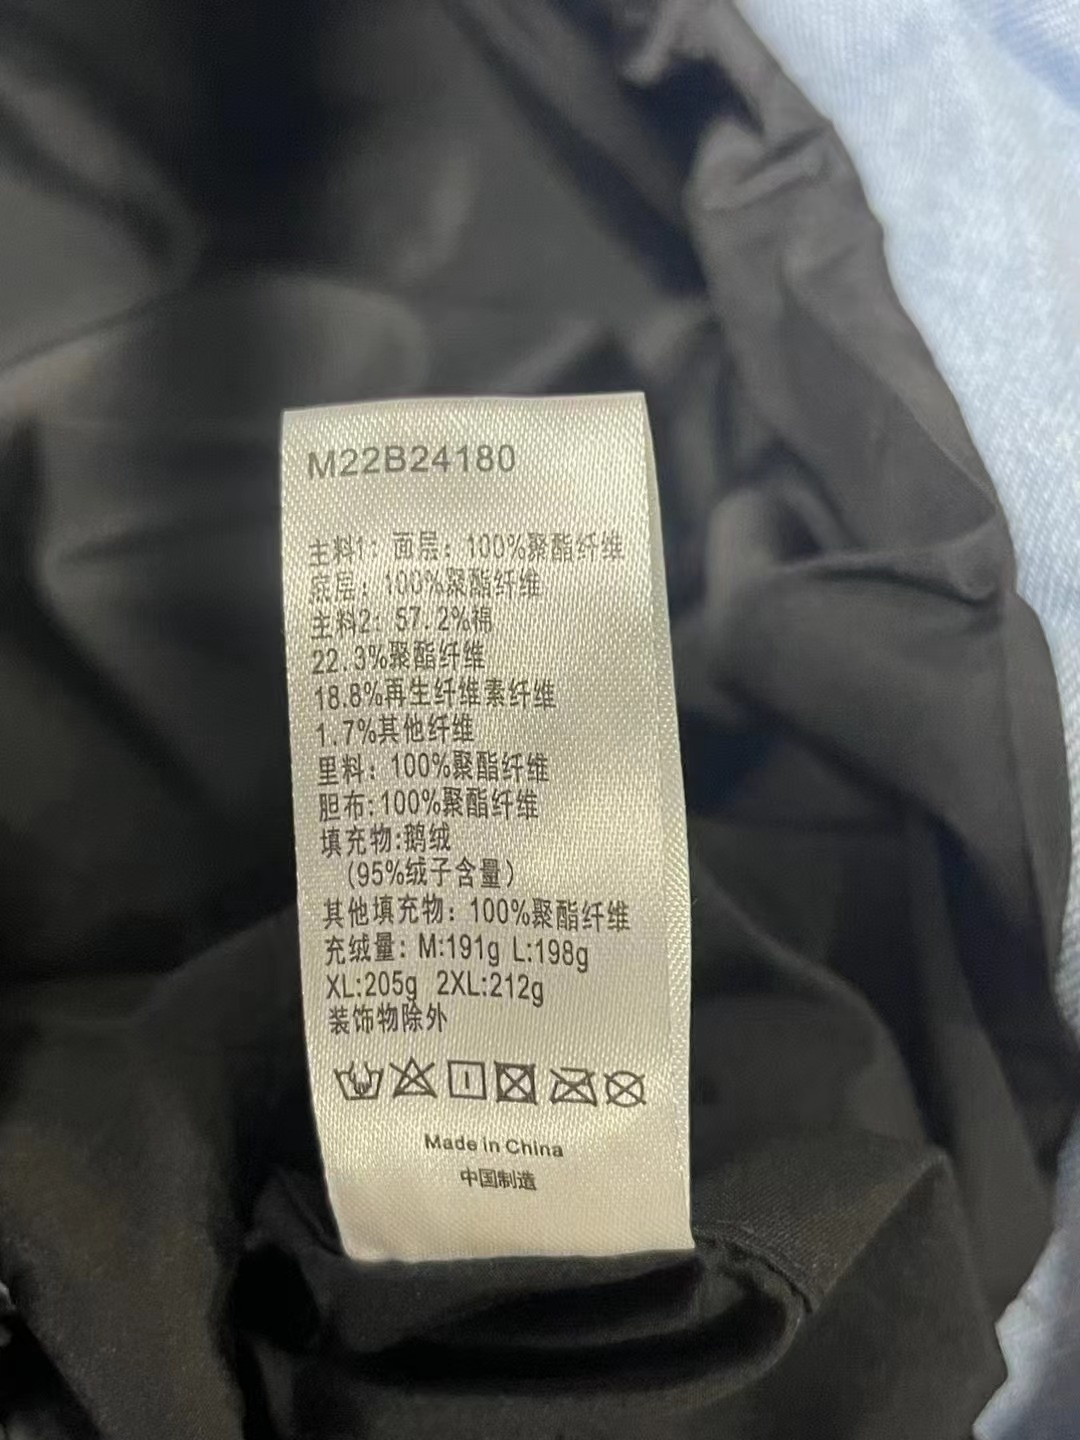 M22B24180
主料1：面层：100%聚酯纤维
底层：100%聚酯纤维
主料2：57.2%棉
22.3%聚酯纤维
18.8%再生纤维素纤维
1.7%其他纤维
里料：100%聚酯纤维
胆布:100%聚酯纤维
填充物:鹅绒
（95%绒子含量）
其他填充物：100%聚酯纤维
充绒量：M:191g L:198g
XL:205g 2XL:212g
装饰物除外
Made in China
中国制造